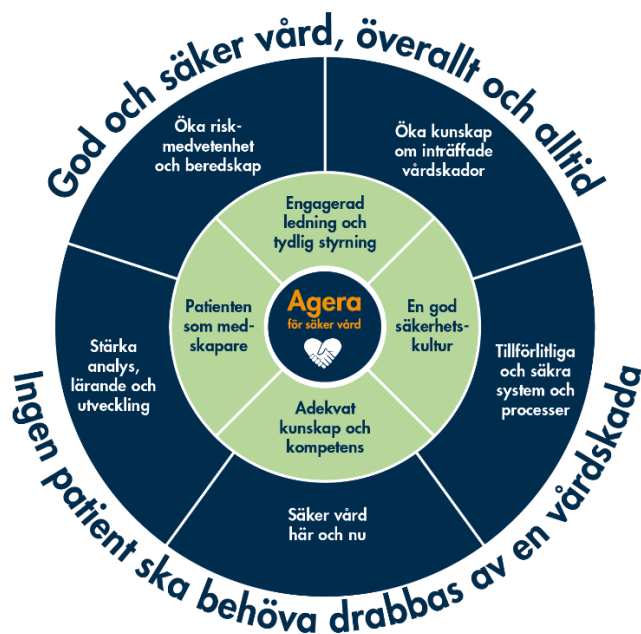 God och säker vård, överallt och alltid
Öka risk-
medvetenhet
och beredskap
Öka kunskap
om inträffade
vårdskador
Engagerad
ledning och
tydlig styrning
Patienten
som med-
skapare
Agera
för säker vård
En god
säkerhets-
kultur
Stärka
analys,
lärande och
utveckling
Tillförlitliga
och säkra
system och
processer
Adekvat
kunskap och
kompetens
Säker vård
här och nu
Ingen patient ska behöva drabbas av en vårdskada